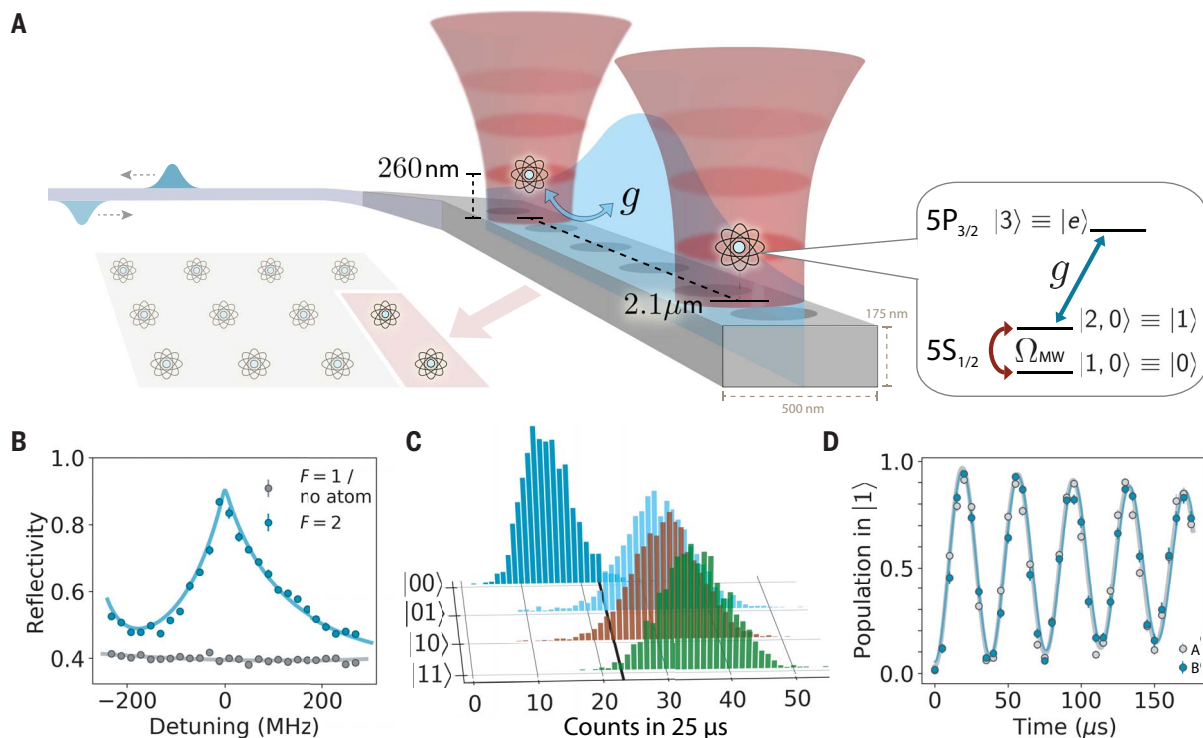 A
260 nm
g
2.1μm
175 nm
500 nm
5P3/2 |3⟩ ≡ |e⟩
g
|2,0⟩ ≡ |1⟩
5S1/2 ΩMW
|1,0⟩ ≡ |0⟩
B
Reflectivity
1.0
0.8
0.6
0.4
F = 1 /
no atom
F = 2
−200 0 200
Detuning (MHz)
C
|00⟩
|01⟩
|10⟩
|11⟩
0 10 20 30 40 50
Counts in 25 μs
D
Population in |1⟩
1.0
0.5
0.0
A
B
0 50 100 150
Time (μs)